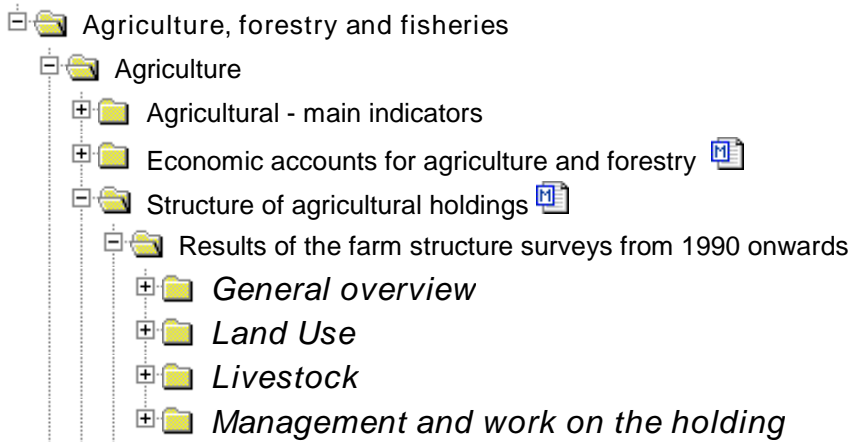 Agriculture, forestry and fisheries
Agriculture
Agricultural - main indicators
Economic accounts for agriculture and forestry M
Structure of agricultural holdings M
Results of the farm structure surveys from 1990 onwards
General overview
Land Use
Livestock
Management and work on the holding